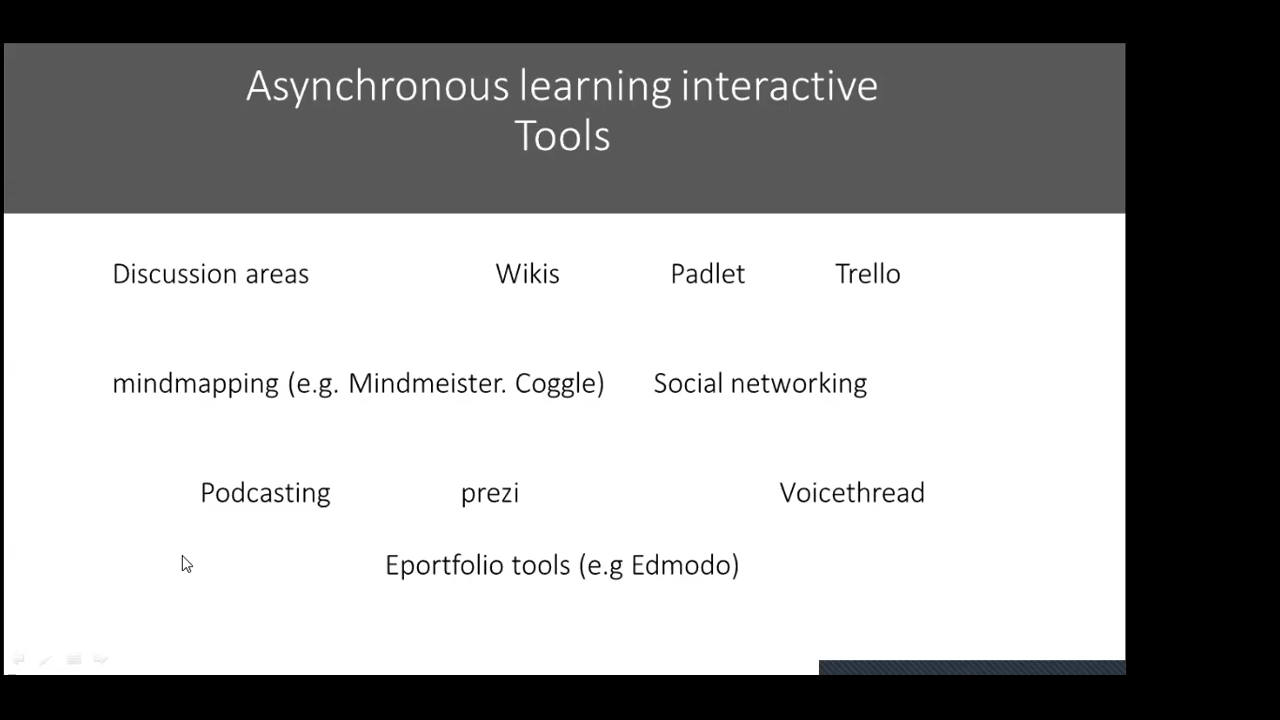 Asynchronous learning interactive
Tools
Discussion areas Wikis Padlet Trello
mindmapping (e.g. Mindmeister. Coggle) Social networking
Podcasting prezi Voicethread
Eportfolio tools (e.g Edmodo)